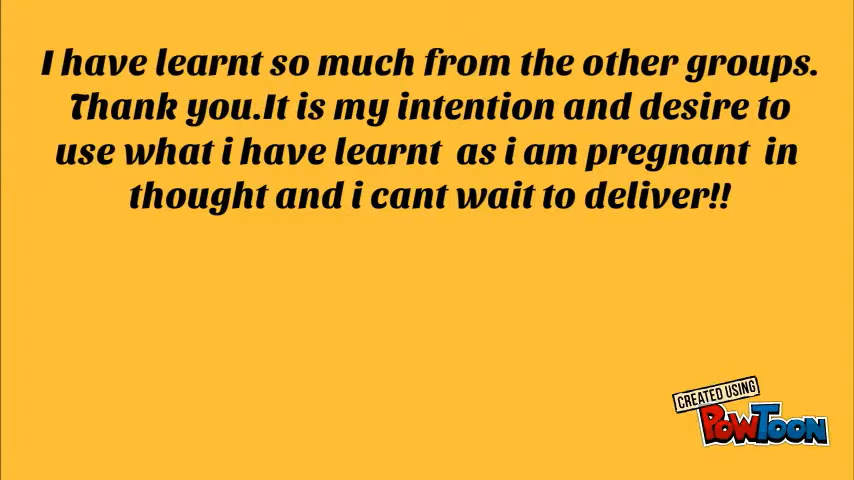 I have learnt so much from the other groups.
Thank you.It is my intention and desire to
use what i have learnt as i am pregnant in
thought and i cant wait to deliver!!
CREATED USING
POWTOON